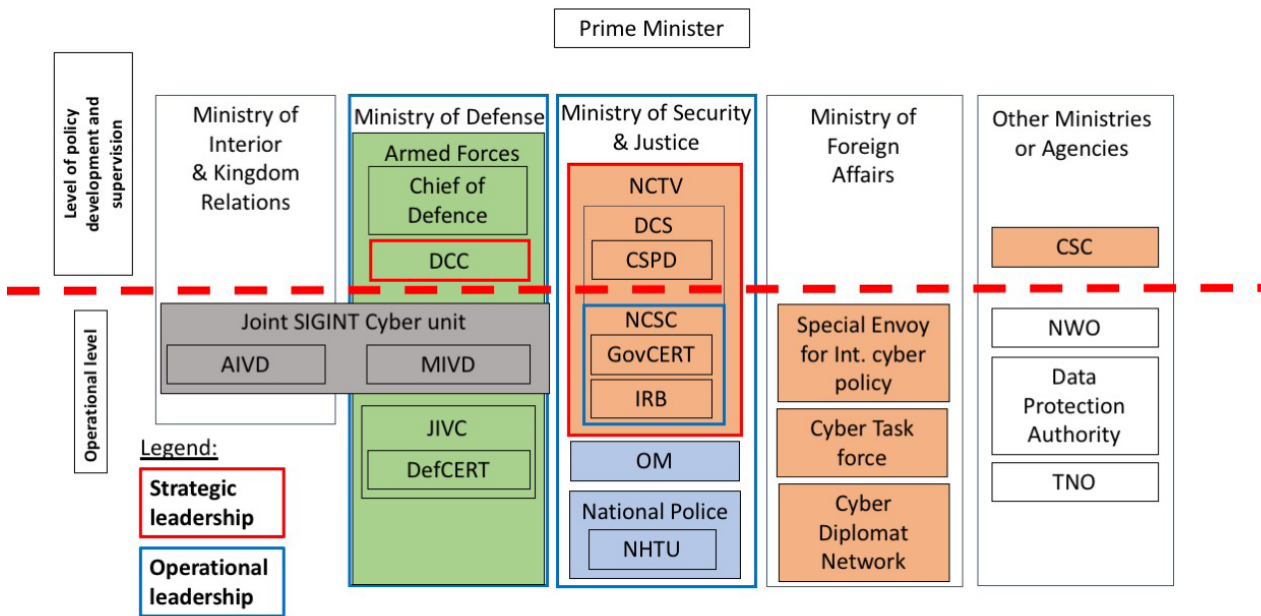 Prime Minister
Level of policy
development and
supervision
Ministry of
Interior
& Kingdom
Relations
Ministry of Defense
Armed Forces
Chief of
Defence
DCC
Ministry of Security
& Justice
NCTV
DCS
CSPD
Ministry of
Foreign
Affairs
Other Ministries
or Agencies
CSC
Operational level
Joint SIGINT Cyber unit
AIVD
MIVD
JIVC
DefCERT
NCSC
GovCERT
IRB
OM
National Police
NHTU
Special Envoy
for Int. cyber
policy
Cyber Task
force
Cyber
Diplomat
Network
NWO
Data
Protection
Authority
TNO
Legend:
Strategic
leadership
Operational
leadership